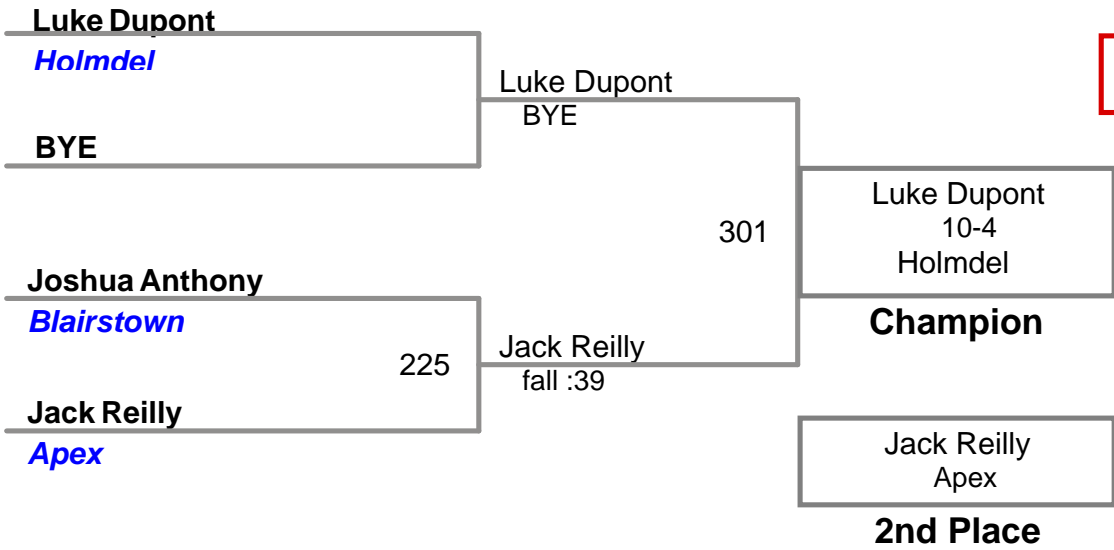 Luke Dupont
Holmdel
BYE
Luke Dupont
BYE
Joshua Anthony
Blairstown
225
Jack Reilly
Apex
Jack Reilly
fall :39
301
Luke Dupont
10-4
Holmdel
Champion
Jack Reilly
Apex
2nd Place